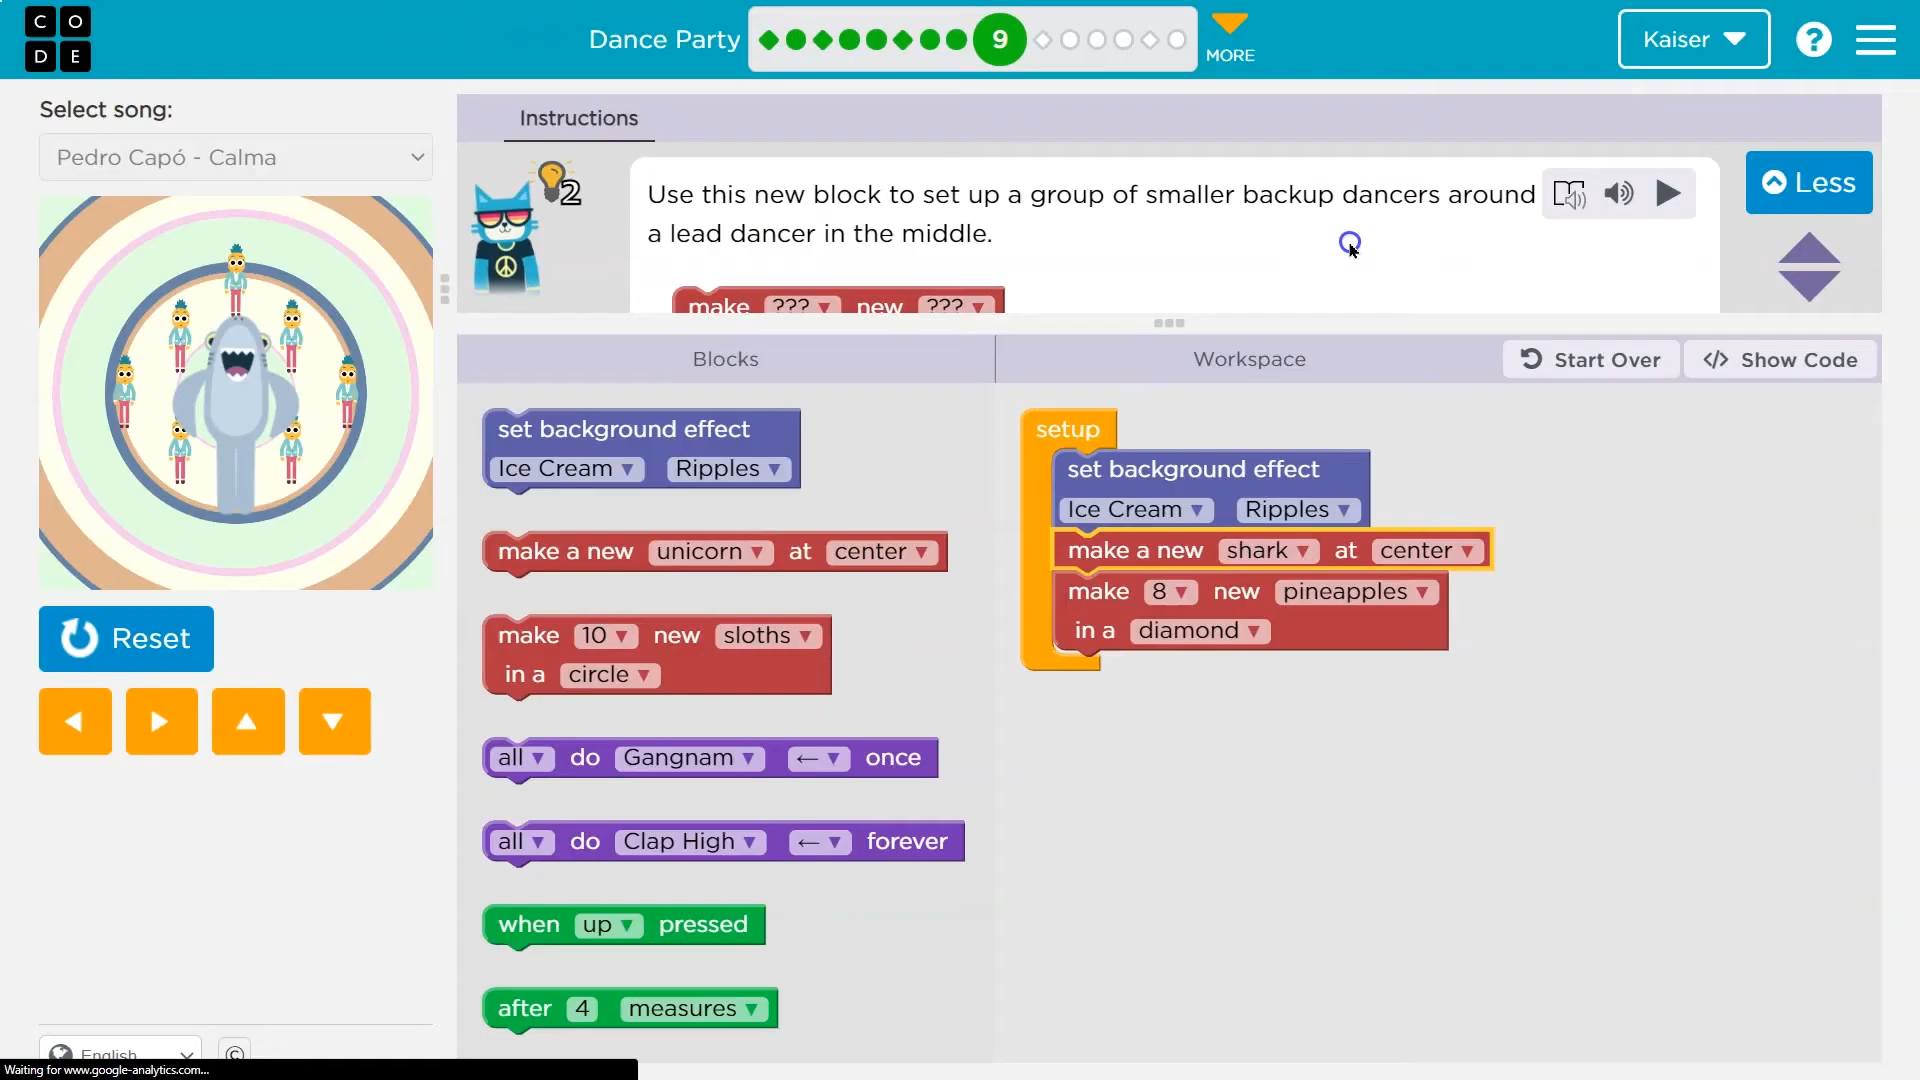 C O
D E
Dance Party
9
MORE
Kaiser
?
Select song:
Pedro Capó - Calma
Instructions
2
Use this new block to set up a group of smaller backup dancers around
a lead dancer in the middle.
make ??? new ???
Less
Blocks
Workspace
Start Over
</> Show Code
set background effect
Ice Cream Ripples
make a new unicorn at center
make 10 new sloths
in a circle
all do Gangnam ← once
all do Clap High ← forever
when up pressed
after 4 measures
setup
set background effect
Ice Cream Ripples
make a new shark at center
make 8 new pineapples
in a diamond
Reset
English
©
Waiting for www.google-analytics.com...